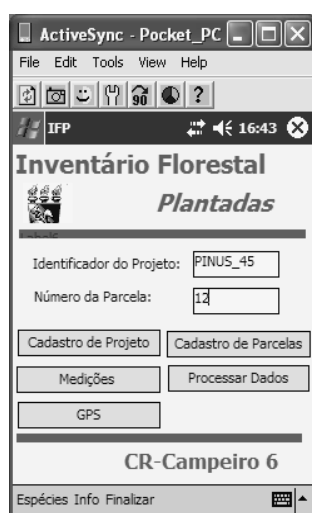 ActiveSync - Pocket_PC
File Edit Tools View Help
90 ?
IFP 16:43
Inventário Florestal
Plantadas
Identificador do Projeto: PINUS_45
Número da Parcela: 12
Cadastro de Projeto Cadastro de Parcelas
Medições Processar Dados
GPS
CR-Campeiro 6
Espécies Info Finalizar